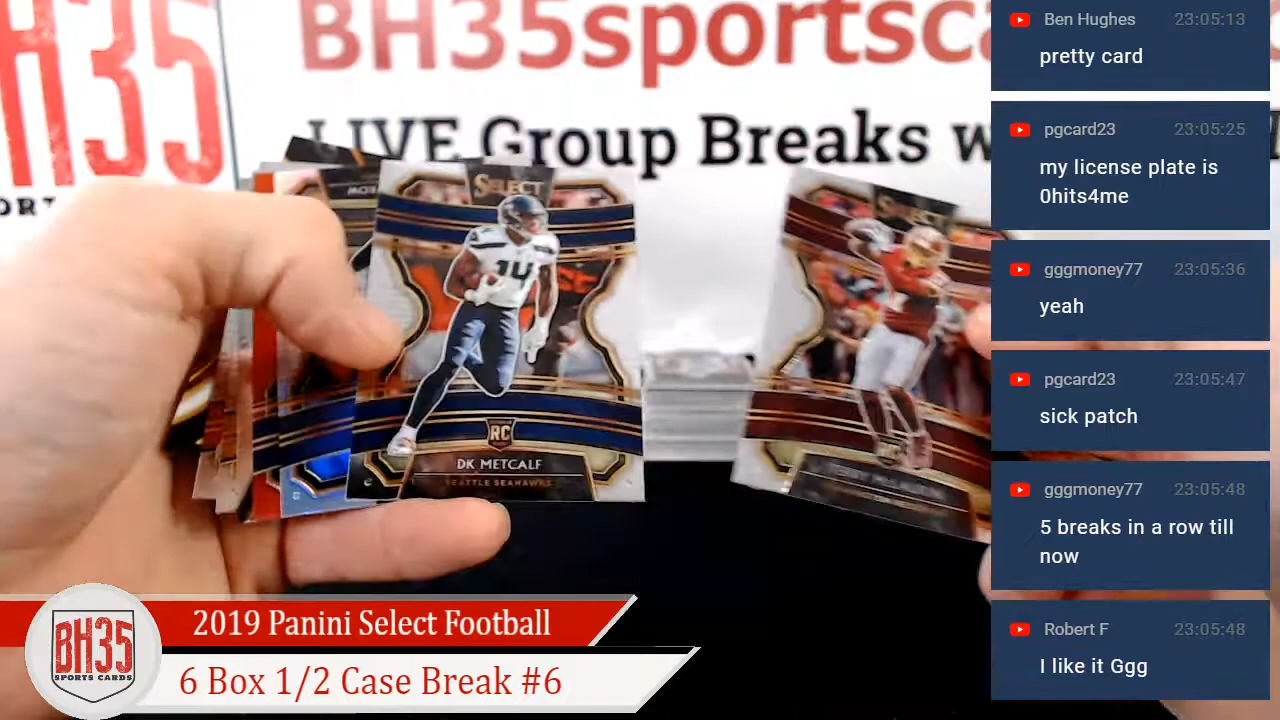 BH35
BH35sportsc
LIVE Group Breaks w
SELECT
14
RC
DK METCALF
SEATTLE SEAHAWKS
SELECT
BH35
SPORTS CARDS
2019 Panini Select Football
6 Box 1/2 Case Break #6
Ben Hughes 23:05:13
pretty card
pgcard23 23:05:25
my license plate is
0hits4me
gggmoney77 23:05:36
yeah
pgcard23 23:05:47
sick patch
gggmoney77 23:05:48
5 breaks in a row till
now
Robert F 23:05:48
I like it Ggg